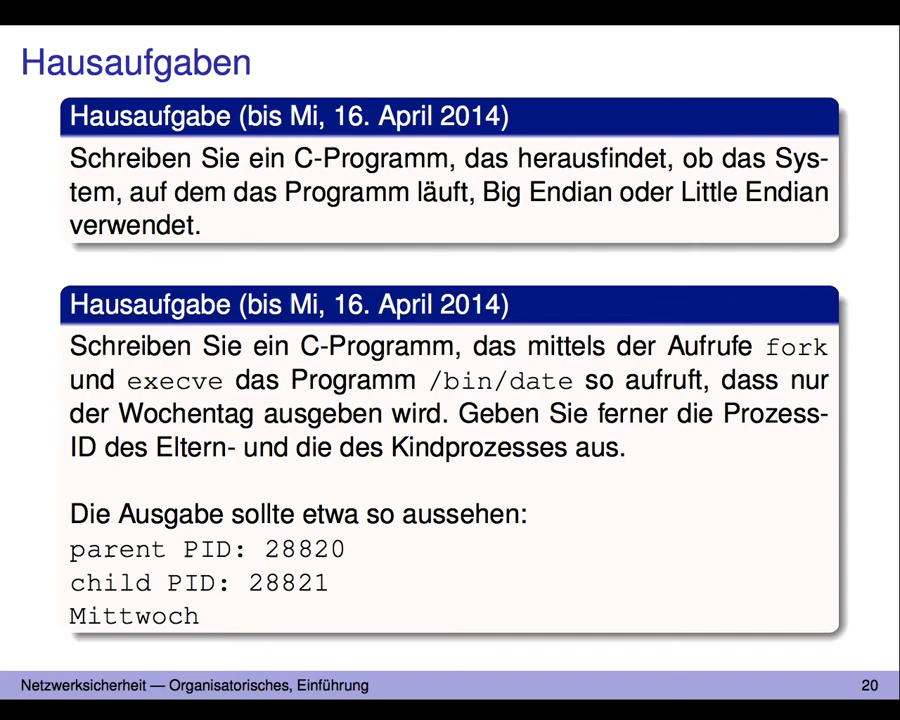 Hausaufgaben
Hausaufgabe (bis Mi, 16. April 2014)
Schreiben Sie ein C-Programm, das herausfindet, ob das Sys-
tem, auf dem das Programm läuft, Big Endian oder Little Endian
verwendet.
Hausaufgabe (bis Mi, 16. April 2014)
Schreiben Sie ein C-Programm, das mittels der Aufrufe fork
und execve das Programm /bin/date so aufruft, dass nur
der Wochentag ausgeben wird. Geben Sie ferner die Prozess-
ID des Eltern- und die des Kindprozesses aus.
Die Ausgabe sollte etwa so aussehen:
parent PID: 28820
child PID: 28821
Mittwoch
Netzwerksicherheit — Organisatorisches, Einführung
20